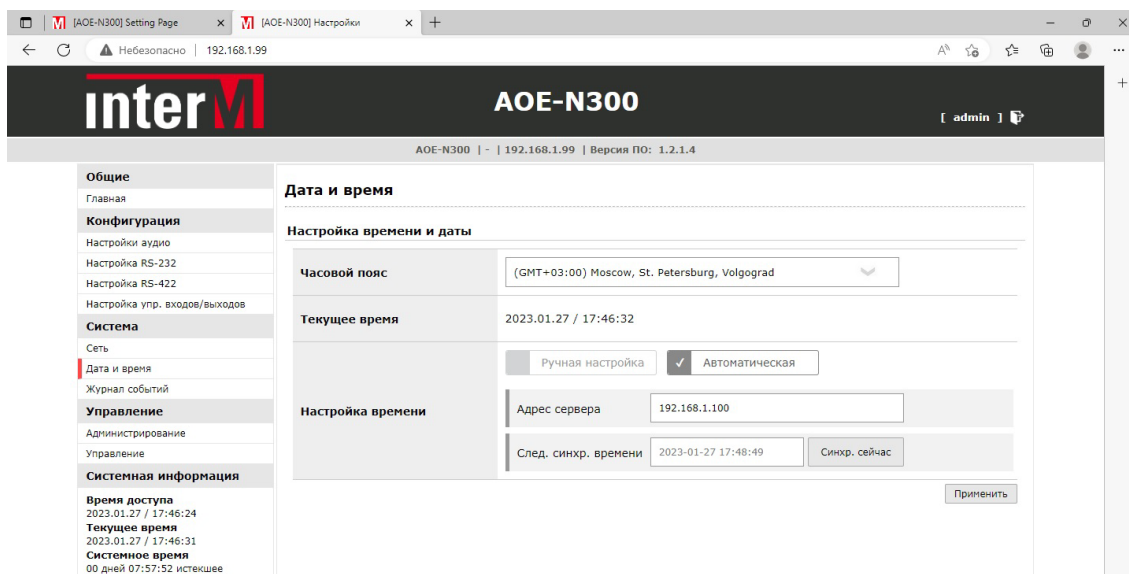 [AOE-N300] Setting Page
[AOE-N300] Настройки
Небезопасно | 192.168.1.99
interM
AOE-N300
[ admin ]
AOE-N300 | - | 192.168.1.99 | Версия ПО: 1.2.1.4
Общие
Главная
Конфигурация
Настройки аудио
Настройка RS-232
Настройка RS-422
Настройка упр. входов/выходов
Система
Сеть
Дата и время
Журнал событий
Управление
Администрирование
Управление
Системная информация
Время доступа
2023.01.27 / 17:46:24
Текущее время
2023.01.27 / 17:46:31
Системное время
00 дней 07:57:52 истекшее
Дата и время
Настройка времени и даты
Часовой пояс
(GMT+03:00) Moscow, St. Petersburg, Volgograd
Текущее время
2023.01.27 / 17:46:32
Настройка времени
Ручная настройка
Автоматическая
Адрес сервера
192.168.1.100
След. синхр. времени
2023-01-27 17:48:49
Синхр. сейчас
Применить